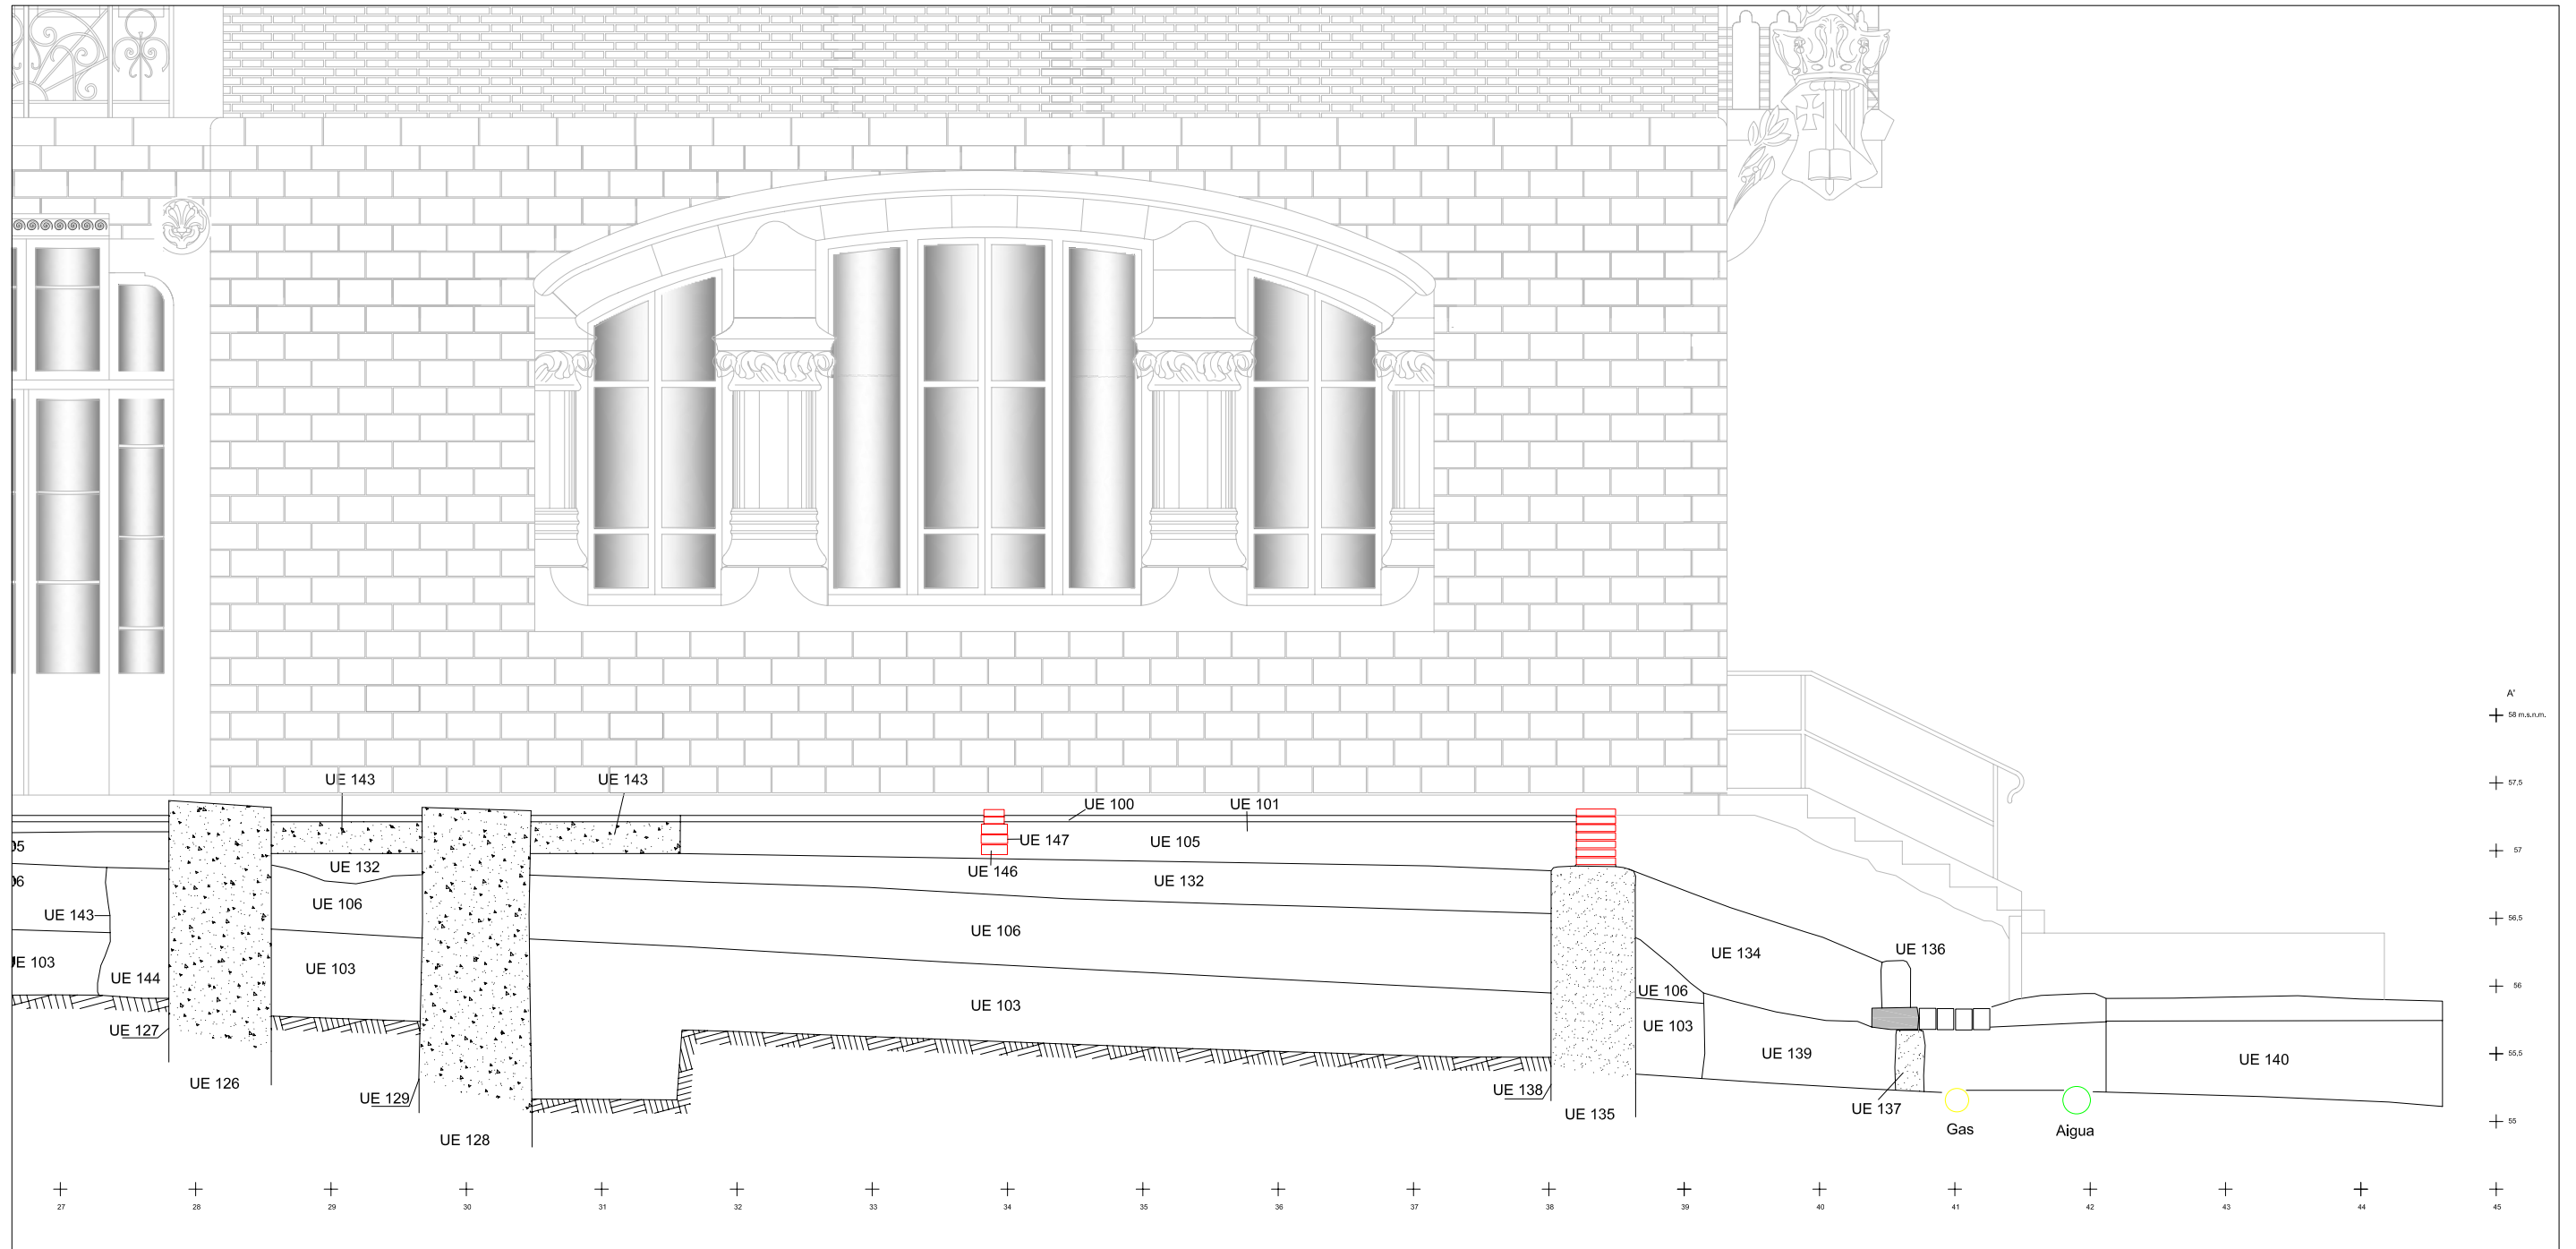 A'
58 m.s.n.m.
UE 143
UE 143
57,5
UE 100
UE 101
UE 147
UE 105
57
05
UE 132
UE 146
UE 132
06
UE 106
UE 143
56,5
UE 106
UE 134
UE 136
UE 103
UE 103
UE 144
56
UE 106
UE 103
UE 103
UE 127
UE 139
55,5
UE 140
UE 126
UE 129
UE 138
UE 135
UE 137
55
Gas
Aigua
UE 128
27 28 29 30 31 32 33 34 35 36 37 38 39 40 41 42 43 44 45